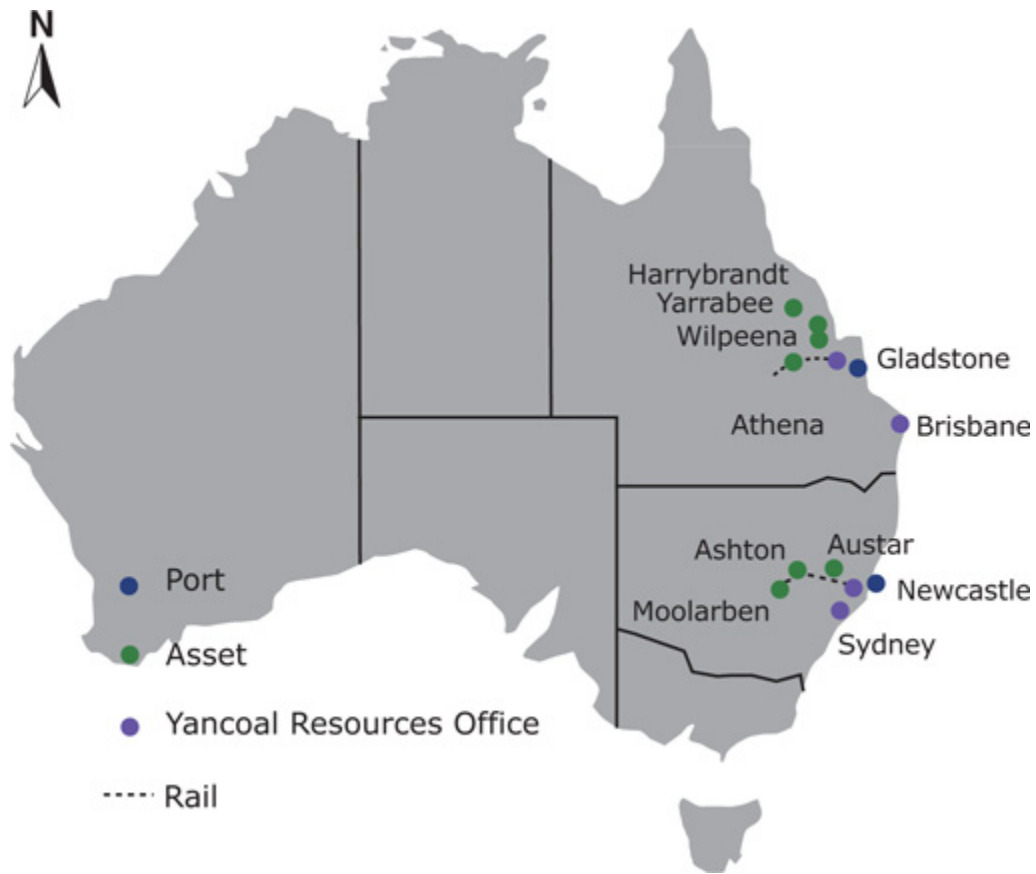 N
Harrybrandt
Yarrabee
Wilpeena
Gladstone
Athena
Brisbane
Ashton
Austar
Port
Newcastle
Moolarben
Sydney
Asset
Yancoal Resources Office
Rail